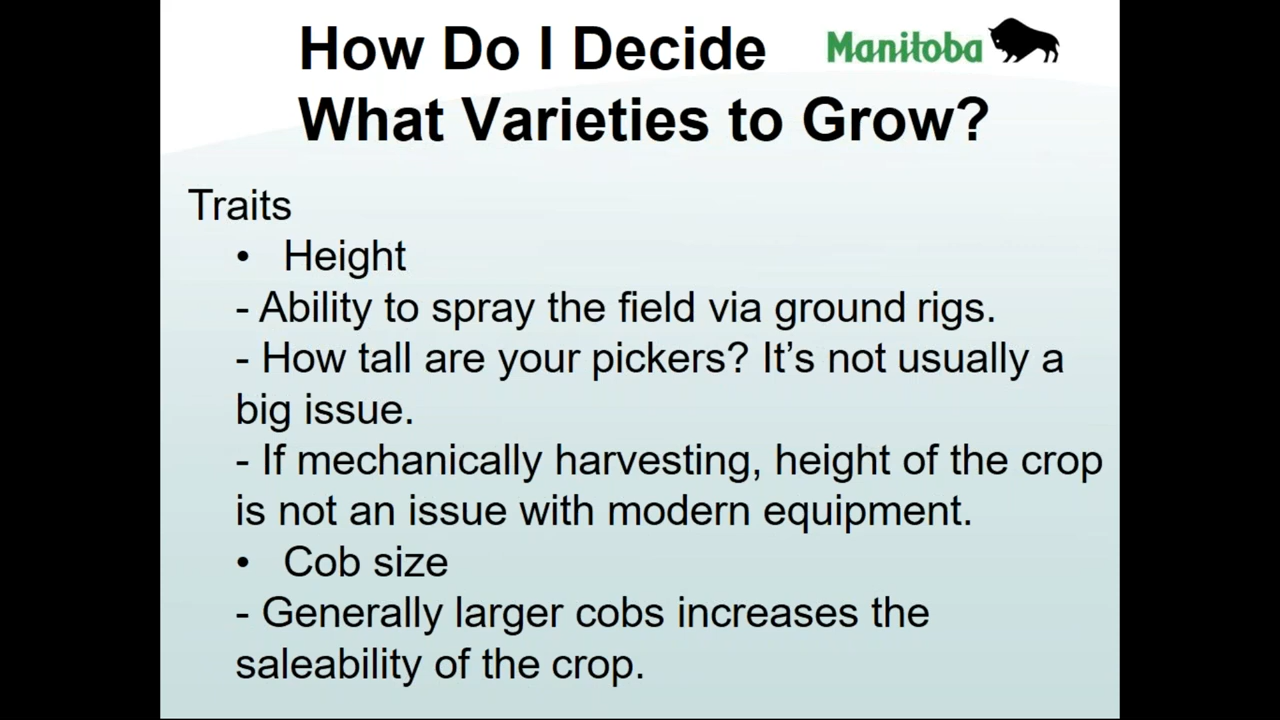 How Do I Decide
Manitoba
What Varieties to Grow?
Traits
• Height
- Ability to spray the field via ground rigs.
- How tall are your pickers? It’s not usually a
big issue.
- If mechanically harvesting, height of the crop
is not an issue with modern equipment.
• Cob size
- Generally larger cobs increases the
saleability of the crop.